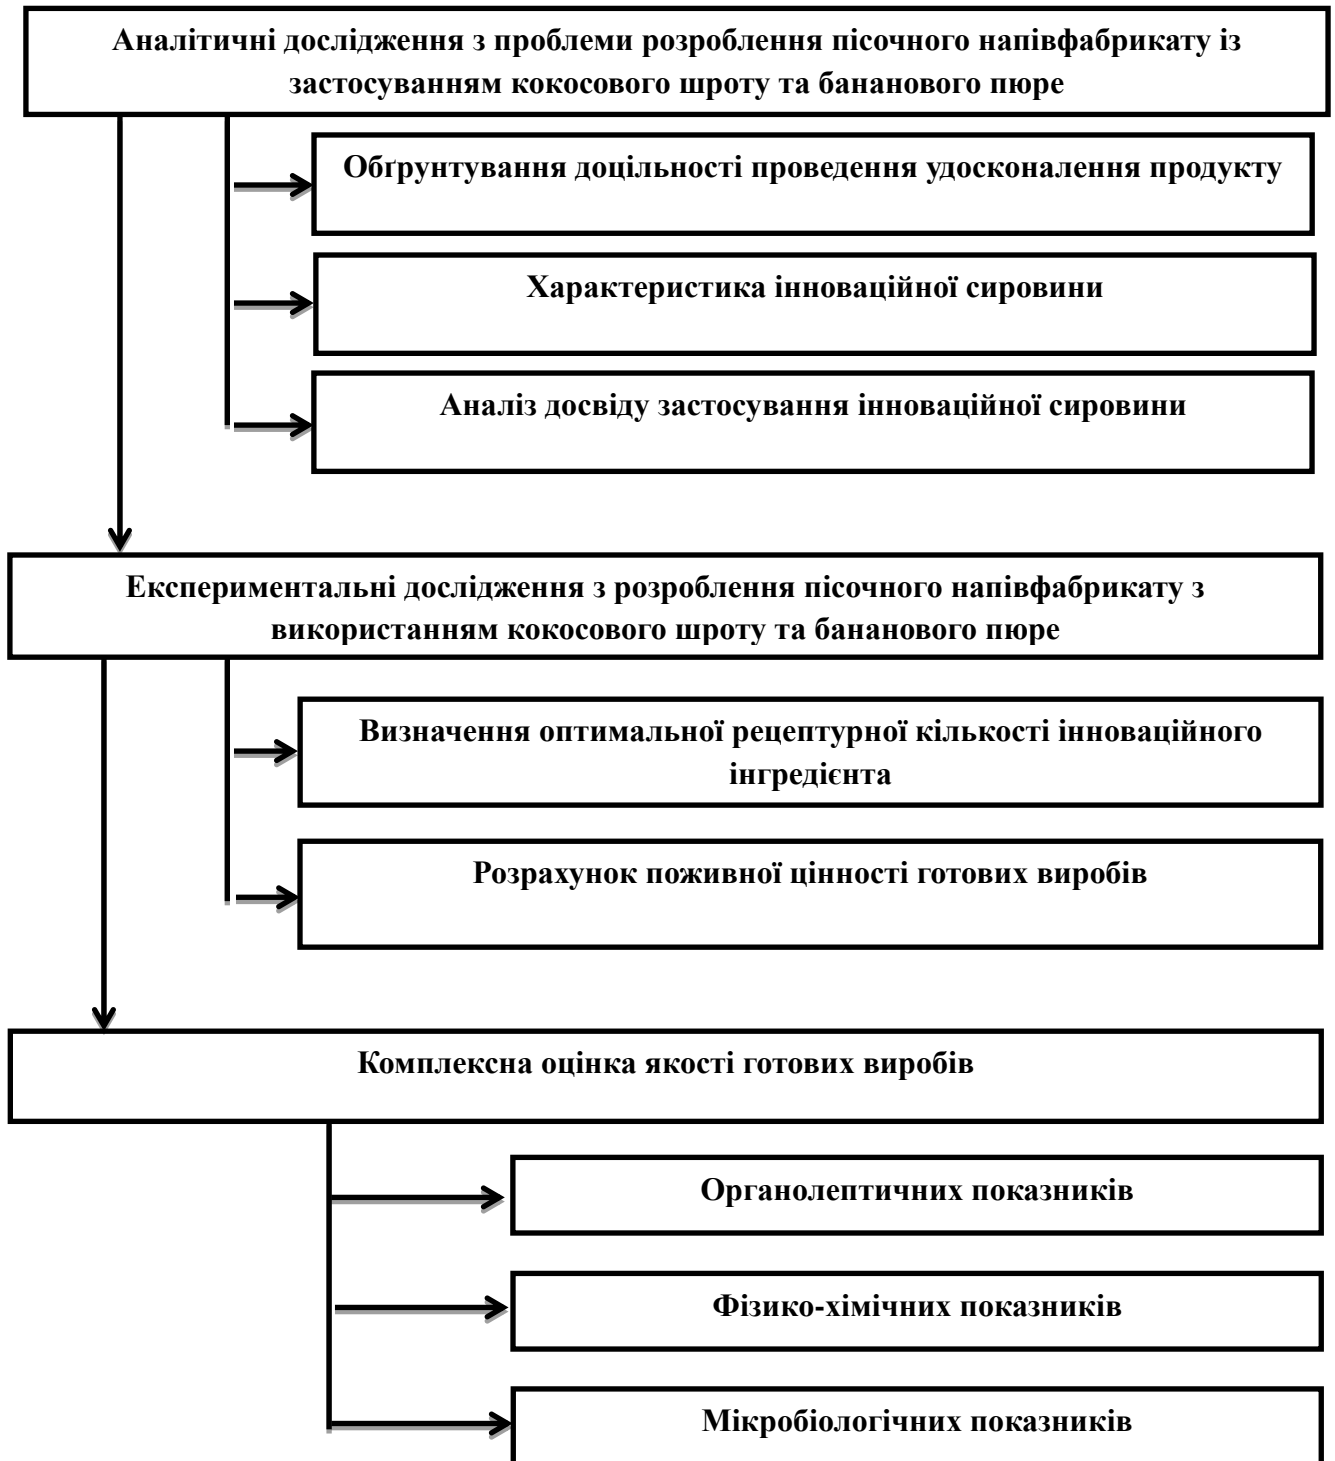 Аналітичні дослідження з проблеми розроблення пісочного напівфабрикату із
застосуванням кокосового шроту та бананового пюре
Обґрунтування доцільності проведення удосконалення продукту
Характеристика інноваційної сировини
Аналіз досвіду застосування інноваційної сировини
Експериментальні дослідження з розроблення пісочного напівфабрикату з
використанням кокосового шроту та бананового пюре
Визначення оптимальної рецептурної кількості інноваційного
інгредієнта
Розрахунок поживної цінності готових виробів
Комплексна оцінка якості готових виробів
Органолептичних показників
Фізико-хімічних показників
Мікробіологічних показників